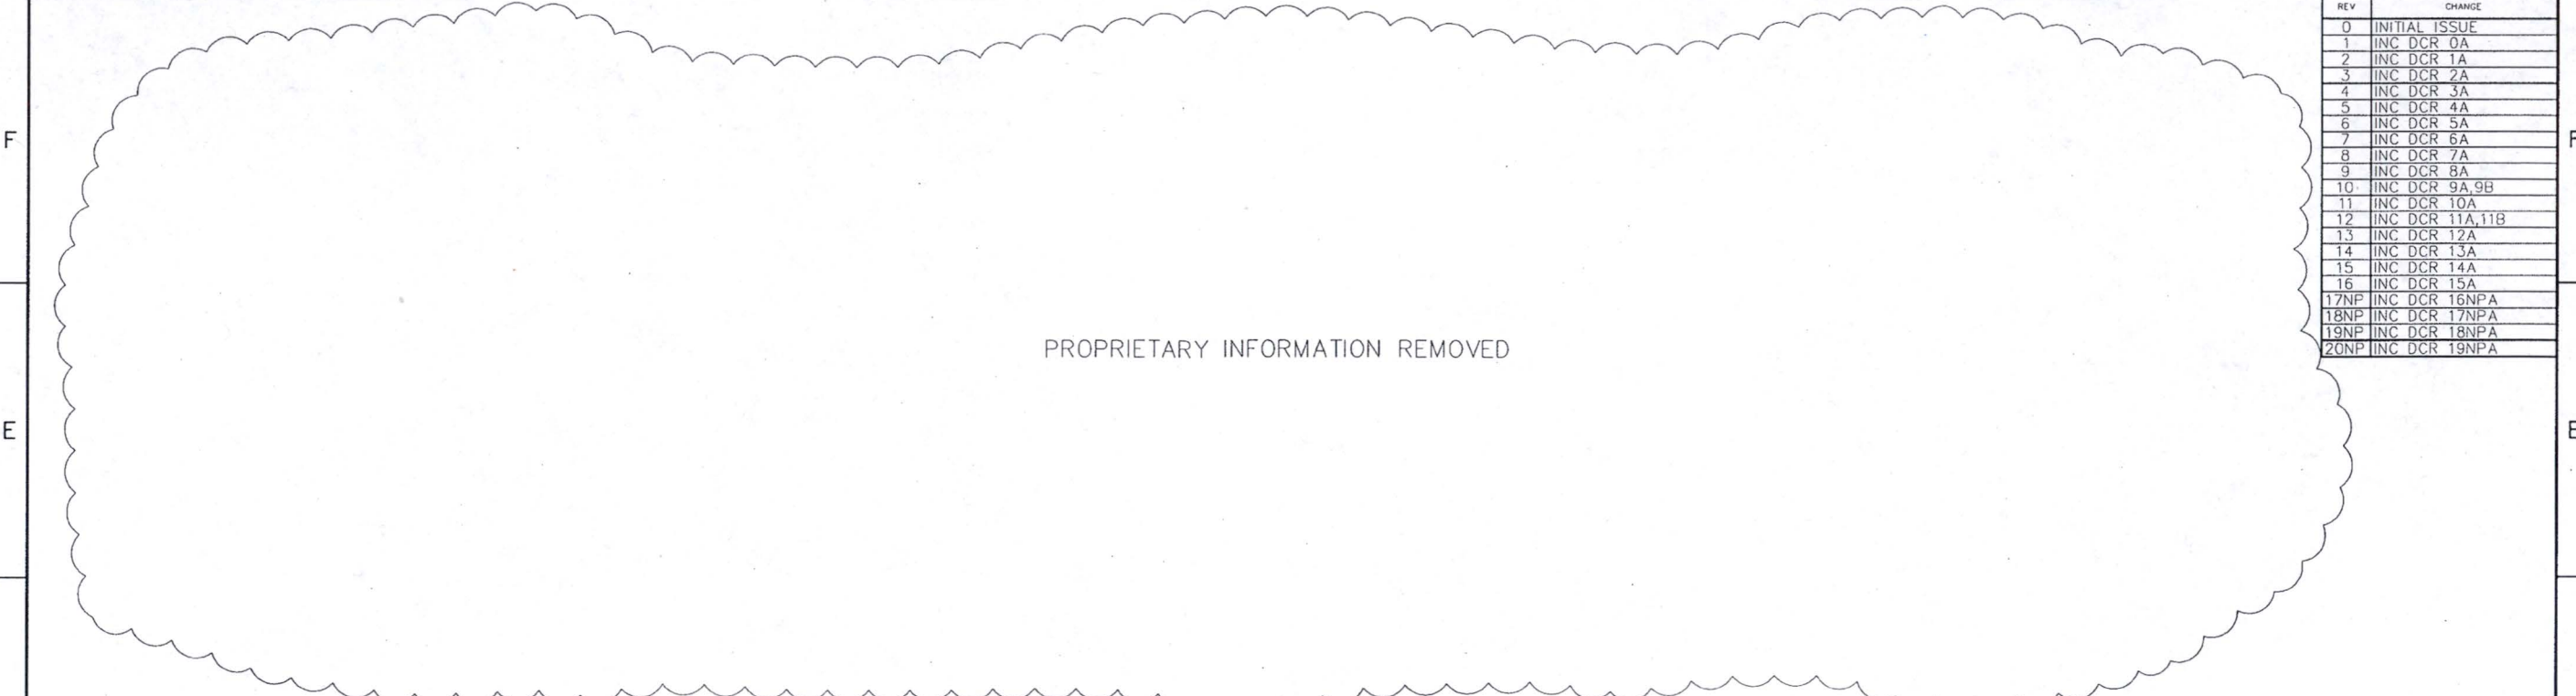 REV CHANGE
0 INITIAL ISSUE
1 INC DCR 0A
2 INC DCR 1A
3 INC DCR 2A
4 INC DCR 3A
5 INC DCR 4A
6 INC DCR 5A
7 INC DCR 6A
8 INC DCR 7A
9 INC DCR 8A
10 INC DCR 9A,9B
11 INC DCR 10A
12 INC DCR 11A,11B
13 INC DCR 12A
14 INC DCR 13A
15 INC DCR 14A
16 INC DCR 15A
17NP INC DCR 16NPA
18NP INC DCR 17NPA
19NP INC DCR 18NPA
20NP INC DCR 19NPA
F F
PROPRIETARY INFORMATION REMOVED
E E